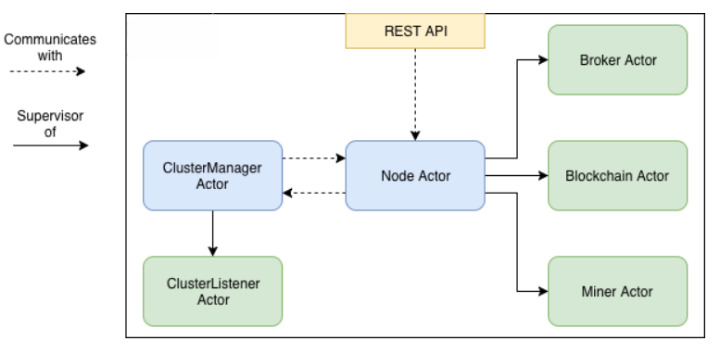 Communicates
with
Supervisor
of
REST API
Broker Actor
ClusterManager
Actor
Node Actor
Blockchain Actor
ClusterListener
Actor
Miner Actor